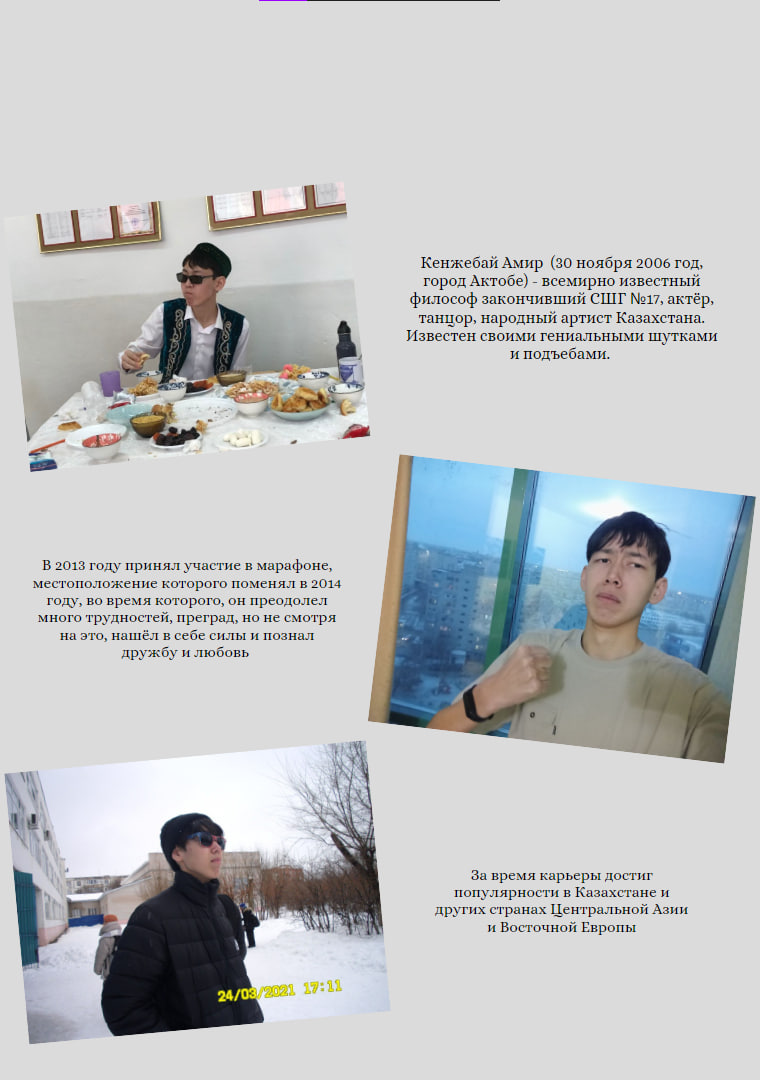 Кенжебай Амир (30 ноября 2006 год,
город Актобе) - всемирно известный
философ закончивший СШГ №17, актёр,
танцор, народный артист Казахстана.
Известен своими гениальными шутками
и подъебами.
В 2013 году принял участие в марафоне,
местоположение которого поменял в 2014
году, во время которого, он преодолел
много трудностей, преград, но не смотря
на это, нашёл в себе силы и познал
дружбу и любовь
За время карьеры достиг
популярности в Казахстане и
других странах Центральной Азии
и Восточной Европы
24/03/2021 17:11